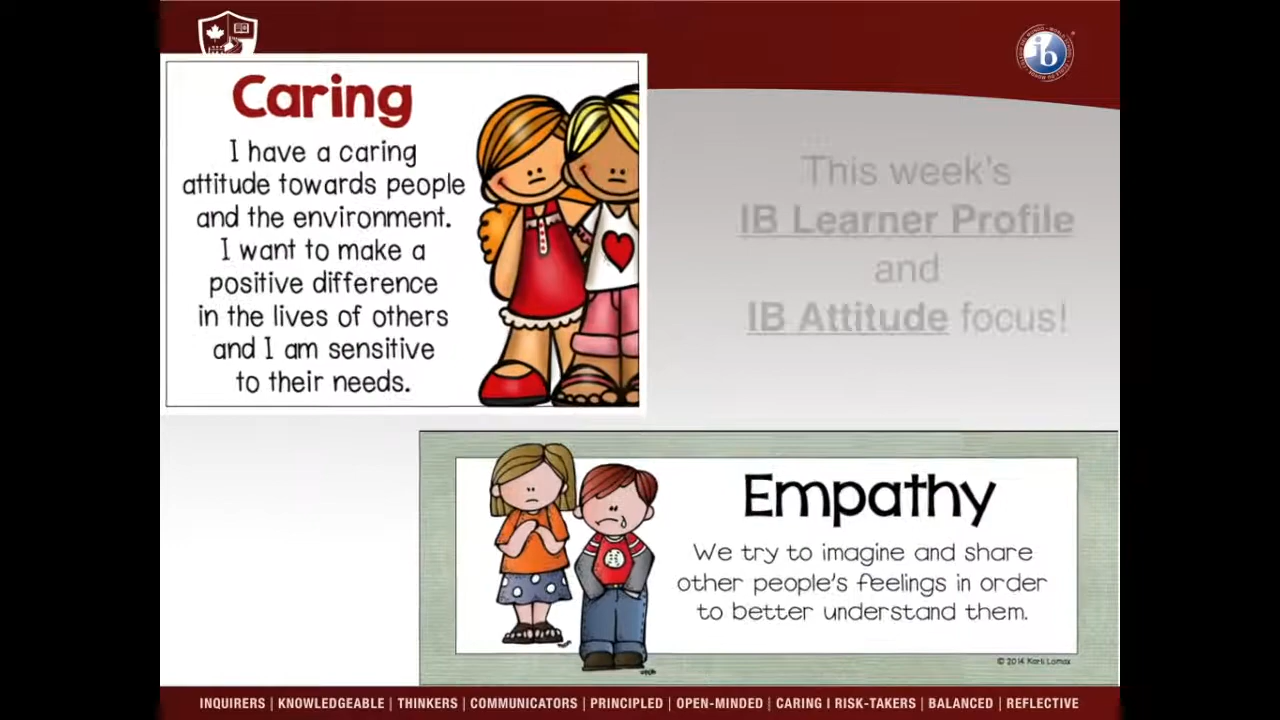 Caring
I have a caring
attitude towards people
and the environment.
I want to make a
positive difference
in the lives of others
and I am sensitive
to their needs.
This week's
IB Learner Profile
and
IB Attitude focus!
ib
Empathy
We try to imagine and share
other people's feelings in order
to better understand them.
© 2014 Karli Lomax
INQUIRERS | KNOWLEDGEABLE | THINKERS | COMMUNICATORS | PRINCIPLED | OPEN-MINDED | CARING I RISK-TAKERS | BALANCED | REFLECTIVE